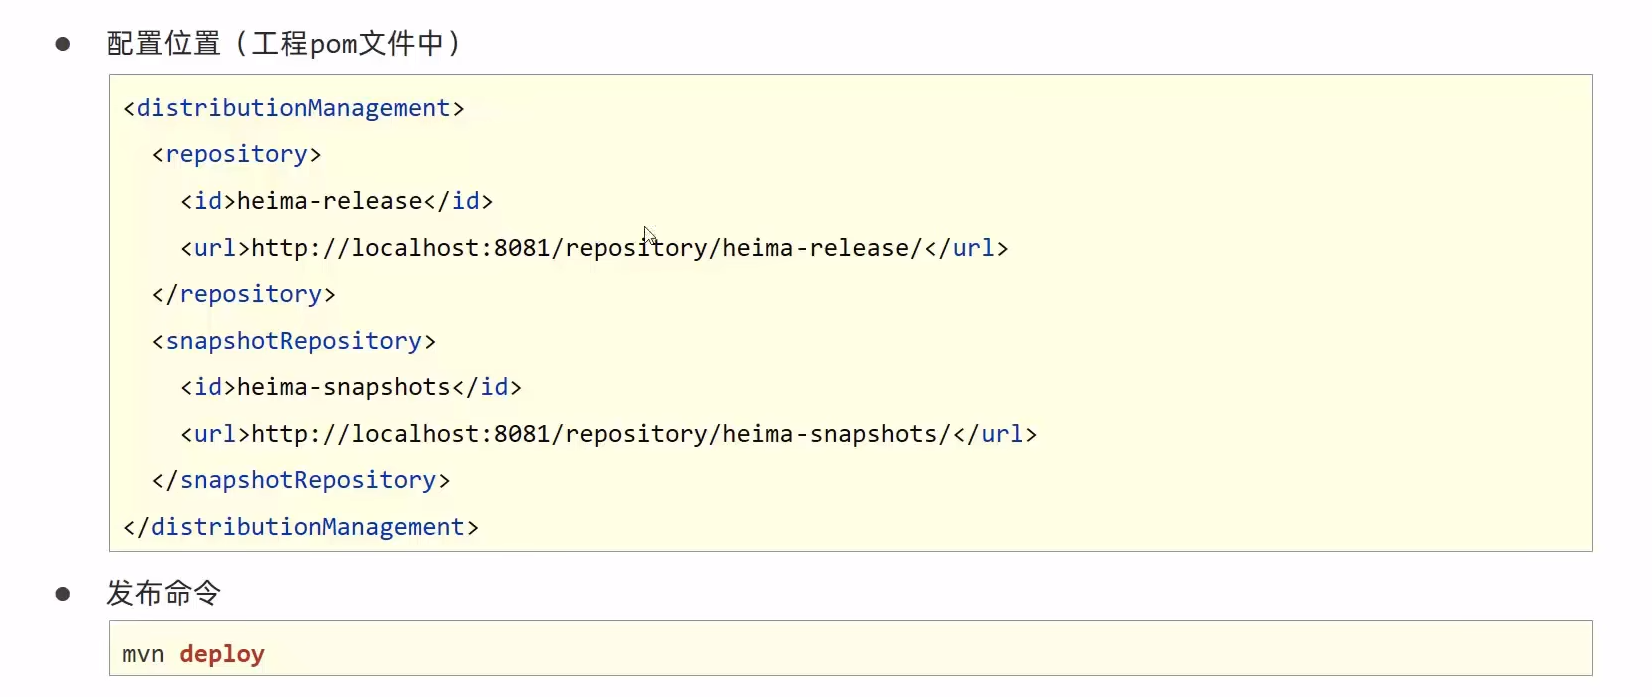 配置位置（工程pom文件中）
<distributionManagement>
<repository>
<id>heima-release</id>
<url>http://localhost:8081/repository/heima-release/</url>
</repository>
<snapshotRepository>
<id>heima-snapshots</id>
<url>http://localhost:8081/repository/heima-snapshots/</url>
</snapshotRepository>
</distributionManagement>
发布命令
mvn deploy